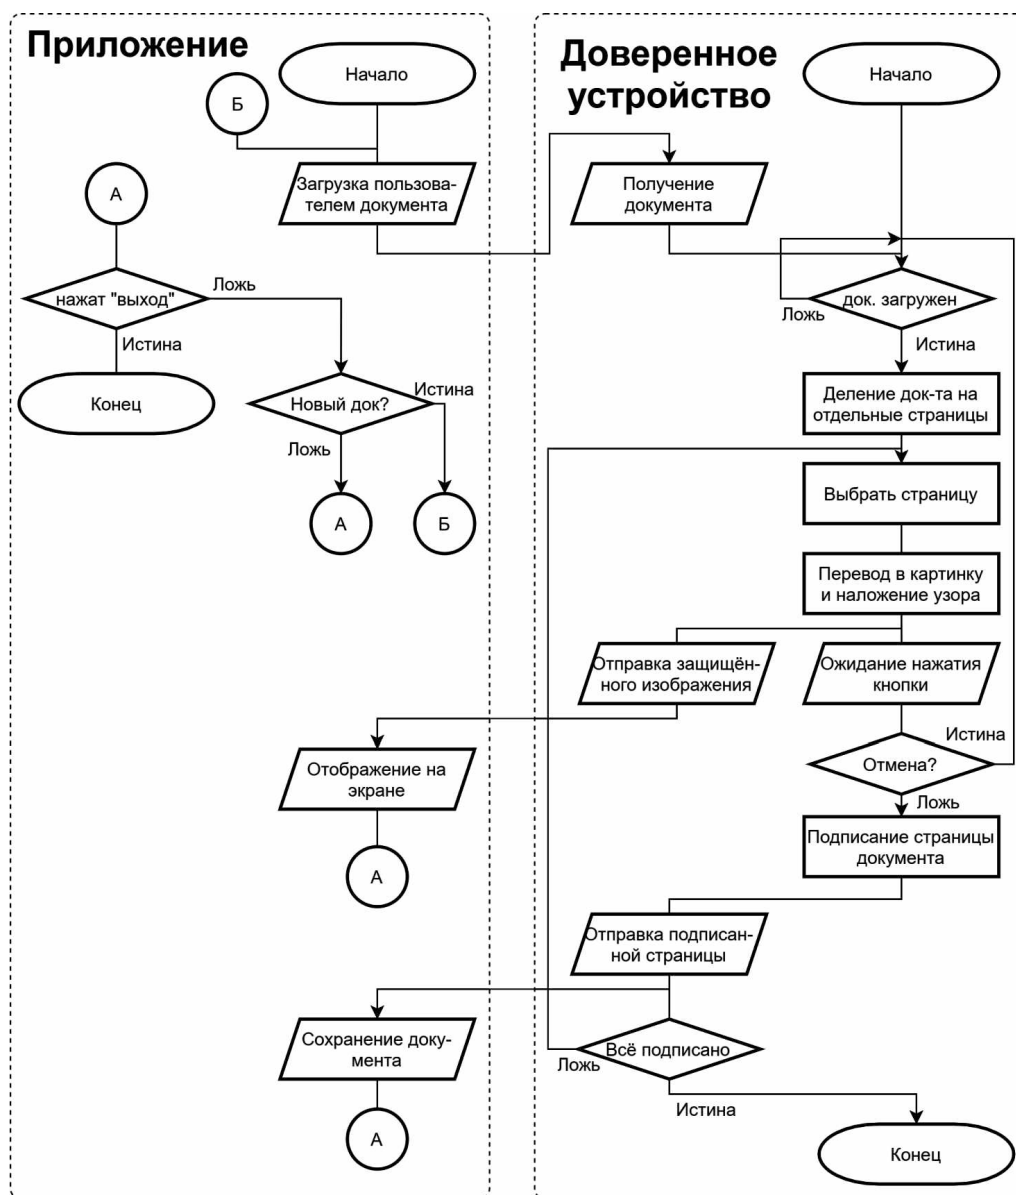 Приложение
Начало
Б
Загрузка пользова-
телем документа
А
нажат "выход"
Ложь
Истина
Конец
Новый док?
Истина
Ложь
А
Б
Отображение на
экране
А
Сохранение доку-
мента
А
Доверенное
устройство
Начало
Получение
документа
док. загружен
Ложь
Истина
Деление док-та на
отдельные страницы
Выбрать страницу
Перевод в картинку
и наложение узора
Отправка защищён-
ного изображения
Ожидание нажатия
кнопки
Истина
Отмена?
Ложь
Подписание страницы
документа
Отправка подписан-
ной страницы
Всё подписано
Ложь
Истина
Конец